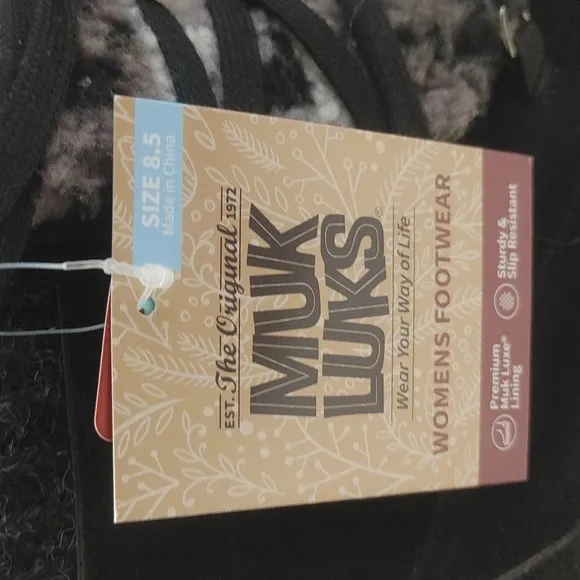 SIZE 8.5
Made in China
EST. The Original 1972
MUK
LUKS®
Wear Your Way of Life
WOMENS FOOTWEAR
Premium
Muk Luxe®
Lining
Sturdy &
Slip Resistant